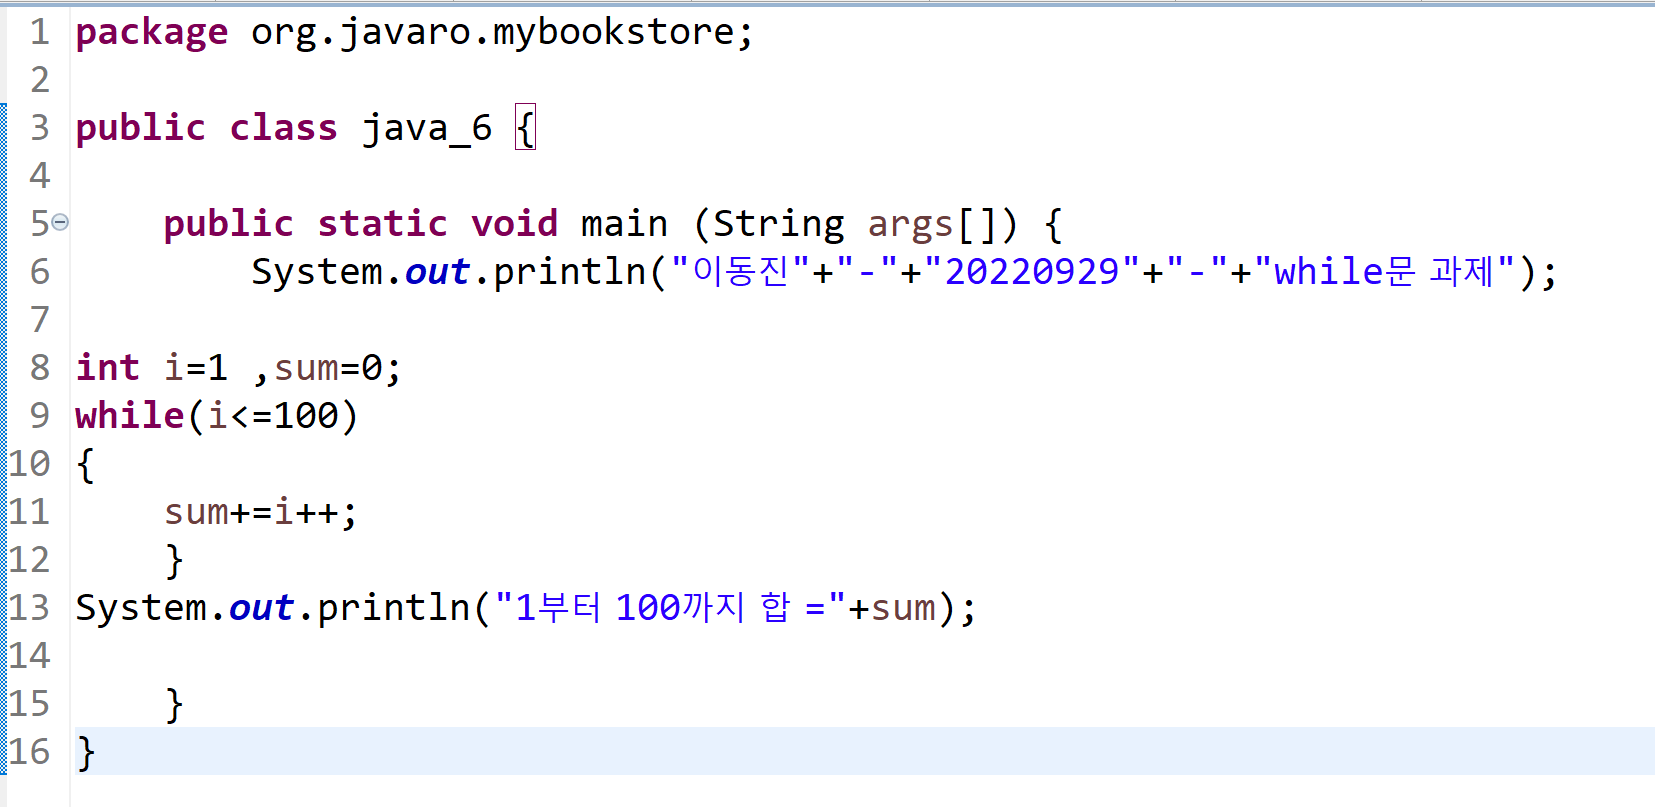 1 package org.javaro.mybookstore;
2
3 public class java_6 {
4
5 public static void main (String args[]) {
6 System.out.println("이동진"+"-"+"20220929"+"-"+"while문 과제");
7
8 int i=1 ,sum=0;
9 while(i<=100)
10 {
11 sum+=i++;
12 }
13 System.out.println("1부터 100까지 합 ="+sum);
14
15 }
16 }